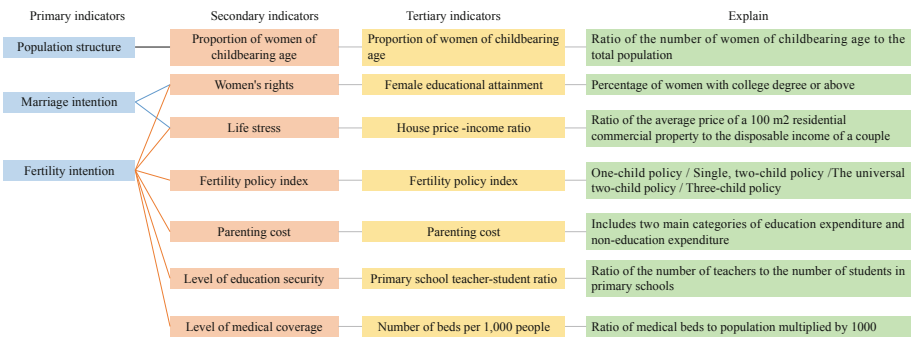 Primary indicators
Secondary indicators
Tertiary indicators
Explain
Population structure
Proportion of women of
childbearing age
Proportion of women of childbearing
age
Ratio of the number of women of childbearing age to the
total population
Women's rights
Female educational attainment
Percentage of women with college degree or above
Marriage intention
Life stress
House price -income ratio
Ratio of the average price of a 100 m2 residential
commercial property to the disposable income of a couple
Fertility intention
Fertility policy index
Fertility policy index
One-child policy / Single, two-child policy /The universal
two-child policy / Three-child policy
Parenting cost
Parenting cost
Includes two main categories of education expenditure and
non-education expenditure
Level of education security
Primary school teacher-student ratio
Ratio of the number of teachers to the number of students in
primary schools
Level of medical coverage
Number of beds per 1,000 people
Ratio of medical beds to population multiplied by 1000